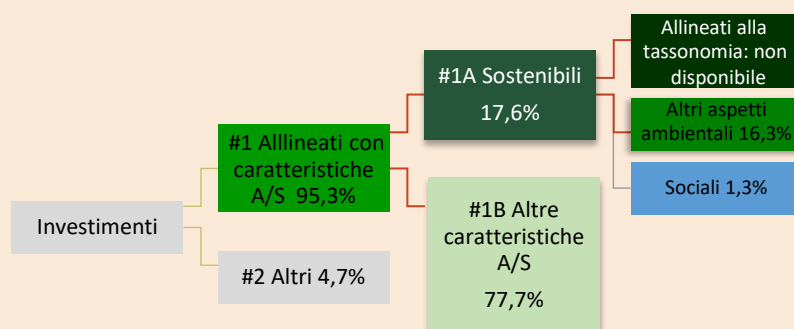 Investimenti
#1 Alllineati con
caratteristiche
A/S 95,3%
#2 Altri 4,7%
#1A Sostenibili
17,6%
#1B Altre
caratteristiche
A/S
77,7%
Allineati alla
tassonomia: non
disponibile
Altri aspetti
ambientali 16,3%
Sociali 1,3%